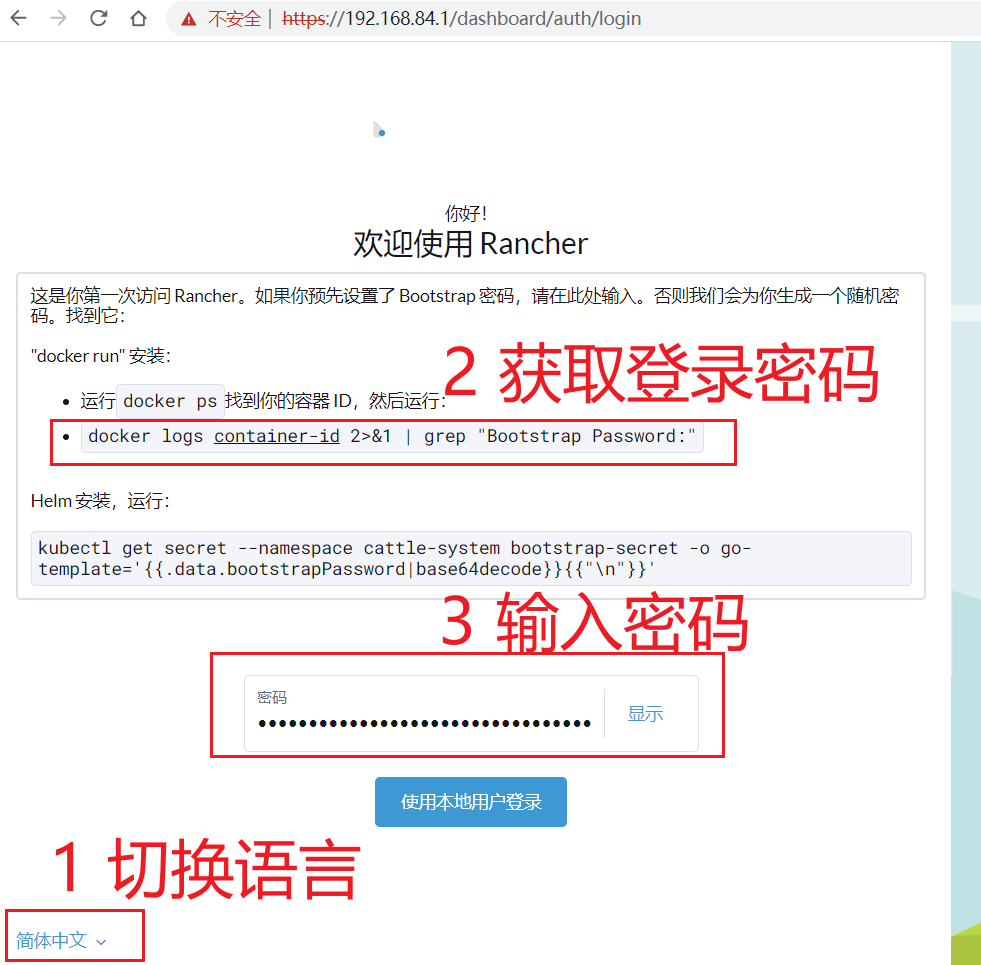 不安全 | https://192.168.84.1/dashboard/auth/login
你好！
欢迎使用 Rancher
这是你第一次访问 Rancher。如果你预先设置了 Bootstrap 密码，请在此处输入。否则我们会为你生成一个随机密
码。找到它：
"docker run" 安装：
2 获取登录密码
运行 docker ps 找到你的容器 ID，然后运行：
docker logs container-id 2>&1 | grep "Bootstrap Password:"
Helm 安装，运行：
kubectl get secret --namespace cattle-system bootstrap-secret -o go-
template='{{.data.bootstrapPassword|base64decode}}{{"\n"}}'
3 输入密码
密码
显示
使用本地用户登录
1 切换语言
简体中文